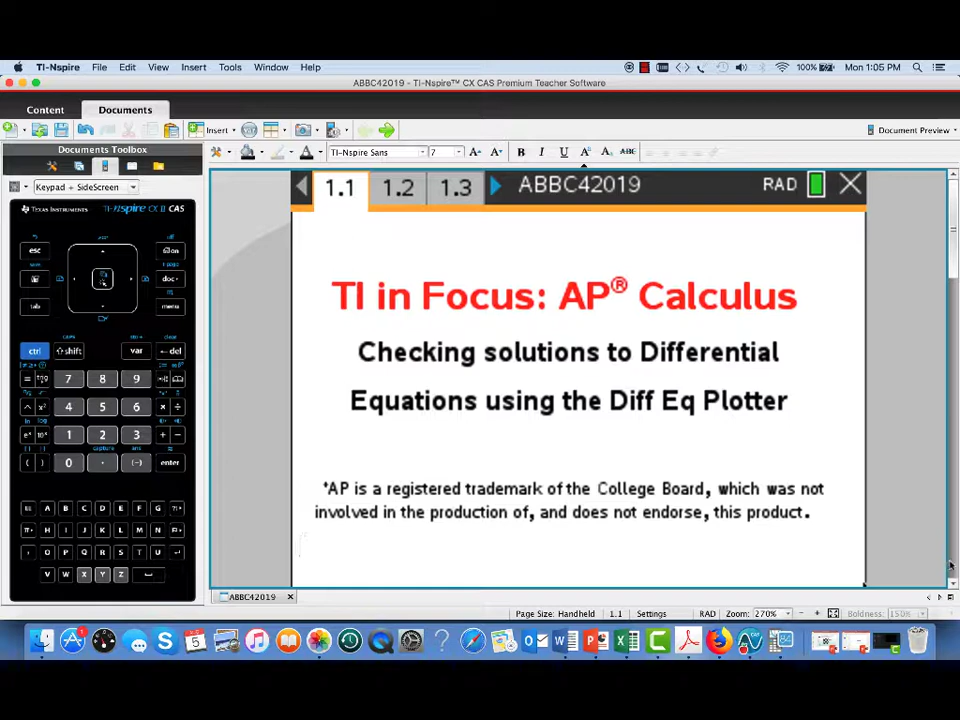 TI-Nspire File Edit View Insert Tools Window Help 100% Mon 1:05 PM
ABBC42019 - TI-Nspire™ CX CAS Premium Teacher Software
Content Documents
Insert Document Preview
Documents Toolbox TI-Nspire Sans 7 A A B I U A A ABC
Keypad + SideScreen
1.1 1.2 1.3 ABBC42019 RAD
TEXAS INSTRUMENTS TI-nspire CX II CAS
esc on
doc
tab menu
ctrl shift var del
7 8 9
4 5 6
1 2 3
0 . (−) enter
A B C D E F G
H I J K L M N
O P Q R S T U
V W X Y Z
TI in Focus: AP® Calculus
Checking solutions to Differential
Equations using the Diff Eq Plotter
*AP is a registered trademark of the College Board, which was not
involved in the production of, and does not endorse, this product.
ABBC42019
Page Size: Handheld 1.1 Settings RAD Zoom: 270% Boldness: 150%